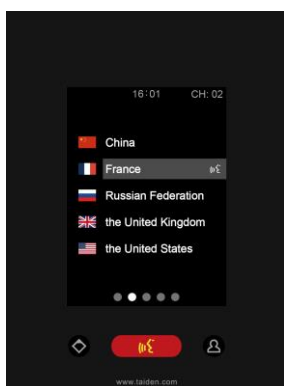 16:01 CH: 02
China
France
Russian Federation
the United Kingdom
the United States
www.taiden.com